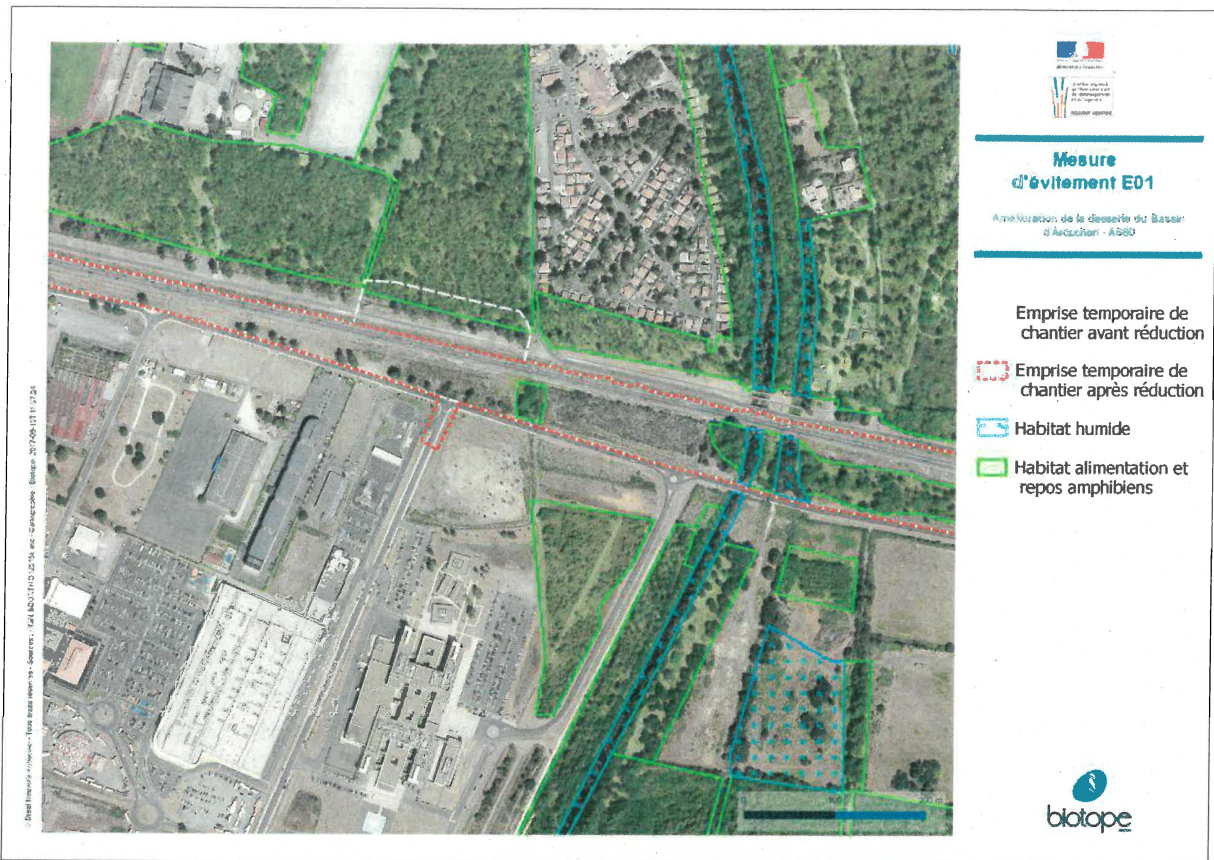 Mesure
d'évitement E01
Amélioration de la desserte du Bassin
d'Arcachon - A660
Emprise temporaire de
chantier avant réduction
Emprise temporaire de
chantier après réduction
Habitat humide
Habitat alimentation et
repos amphibiens
biotope